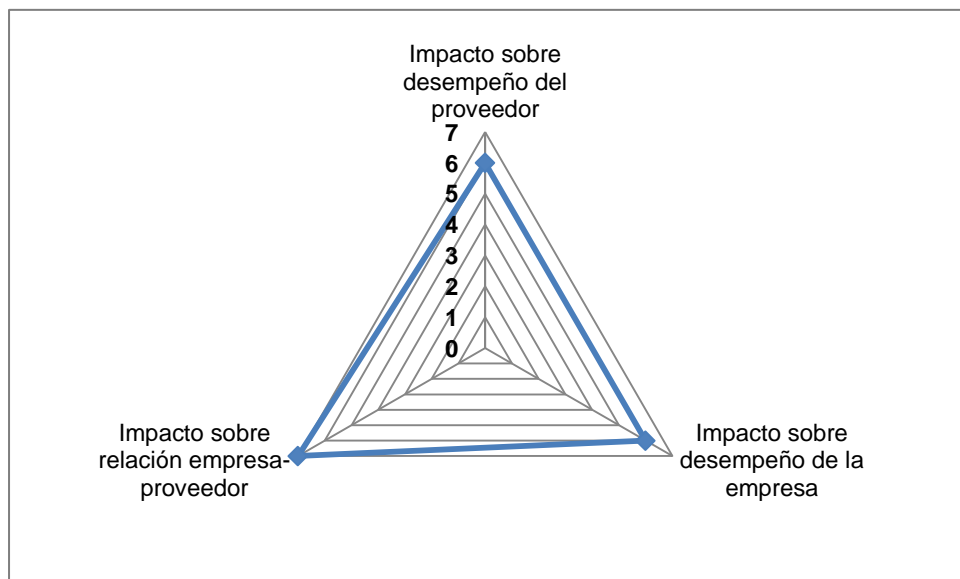 Impacto sobre
desempeño del
proveedor
7
6
5
4
3
2
1
0
Impacto sobre
relación empresa-
proveedor
Impacto sobre
desempeño de la
empresa